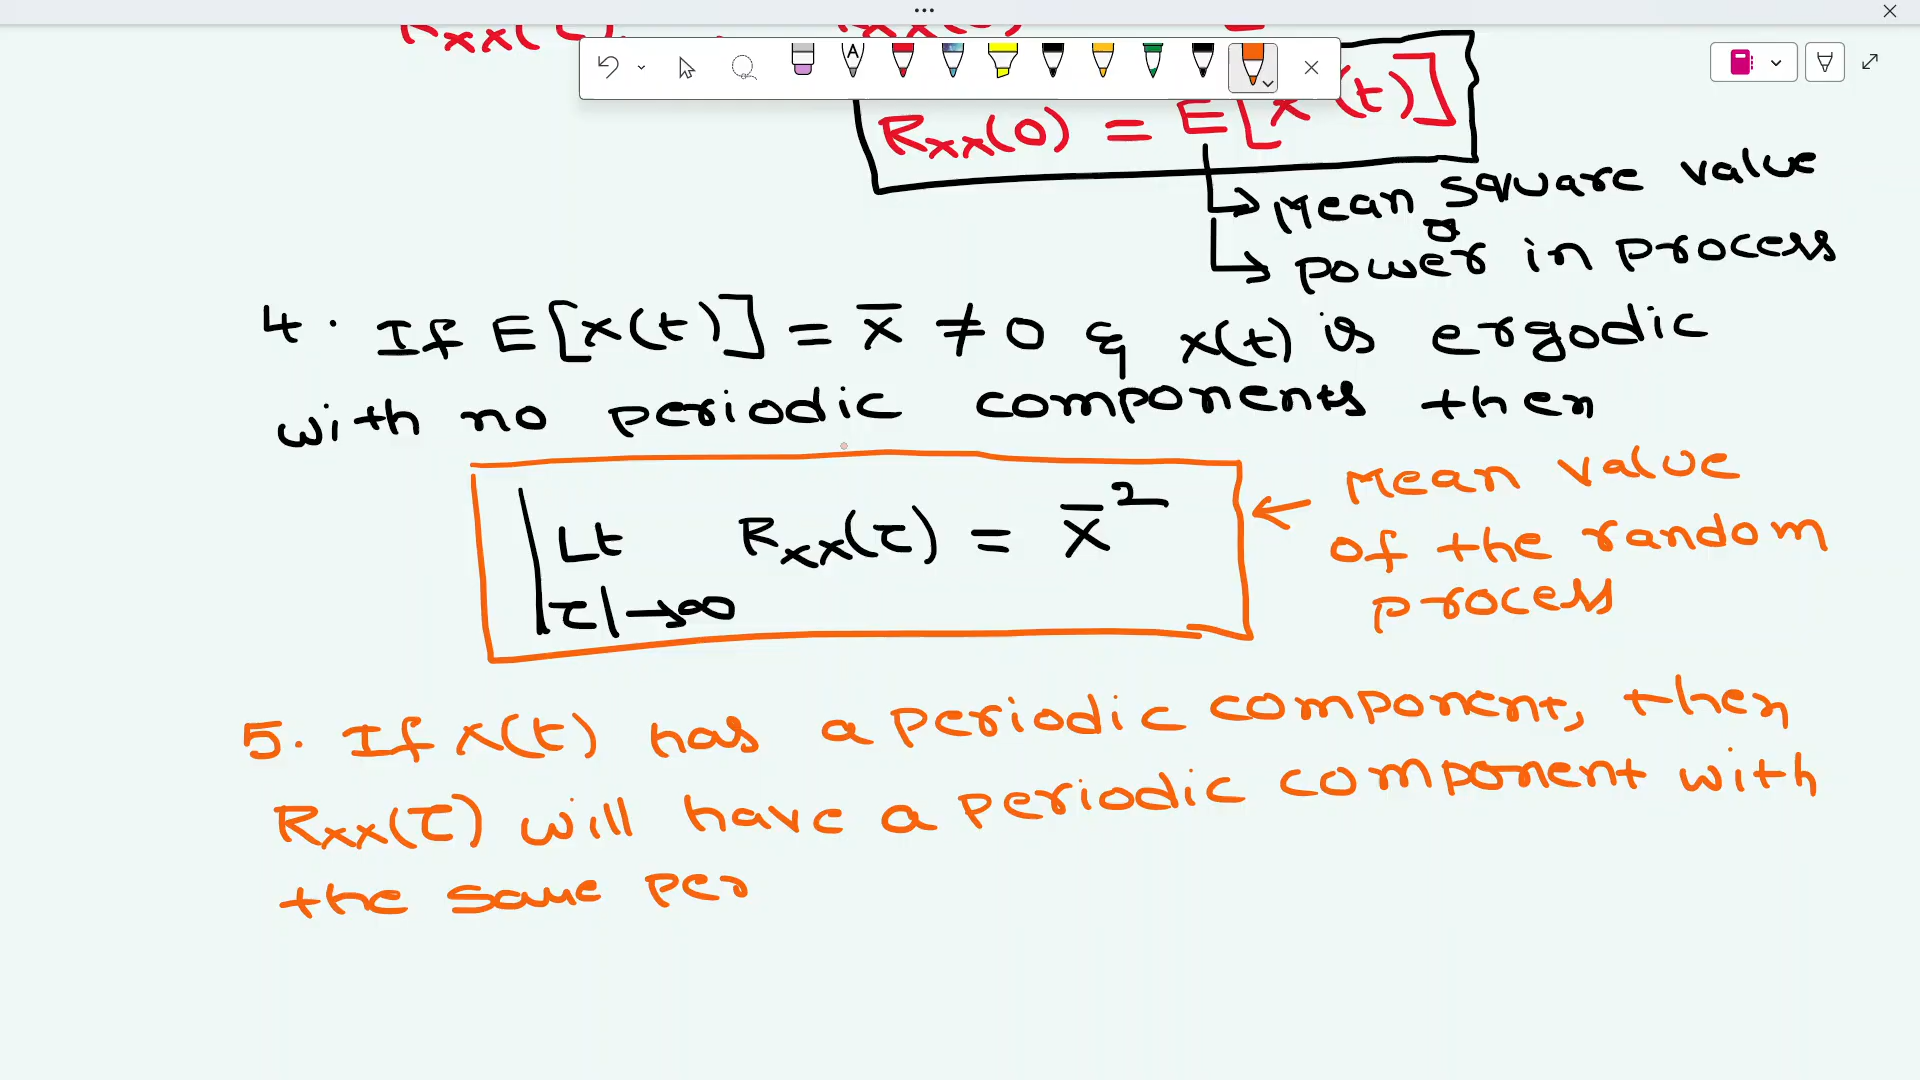 Rxx(0) = E[x(t)]
→ Mean square value
or
→ power in process
4. If E[x(t)] = x̄ ≠ 0 & x(t) is ergodic
with no periodic components then
Lt Rxx(τ) = x̄²
|τ|→∞
← Mean value
of the random
process
5. If x(t) has a periodic component, then
Rxx(τ) will have a periodic component with
the same per